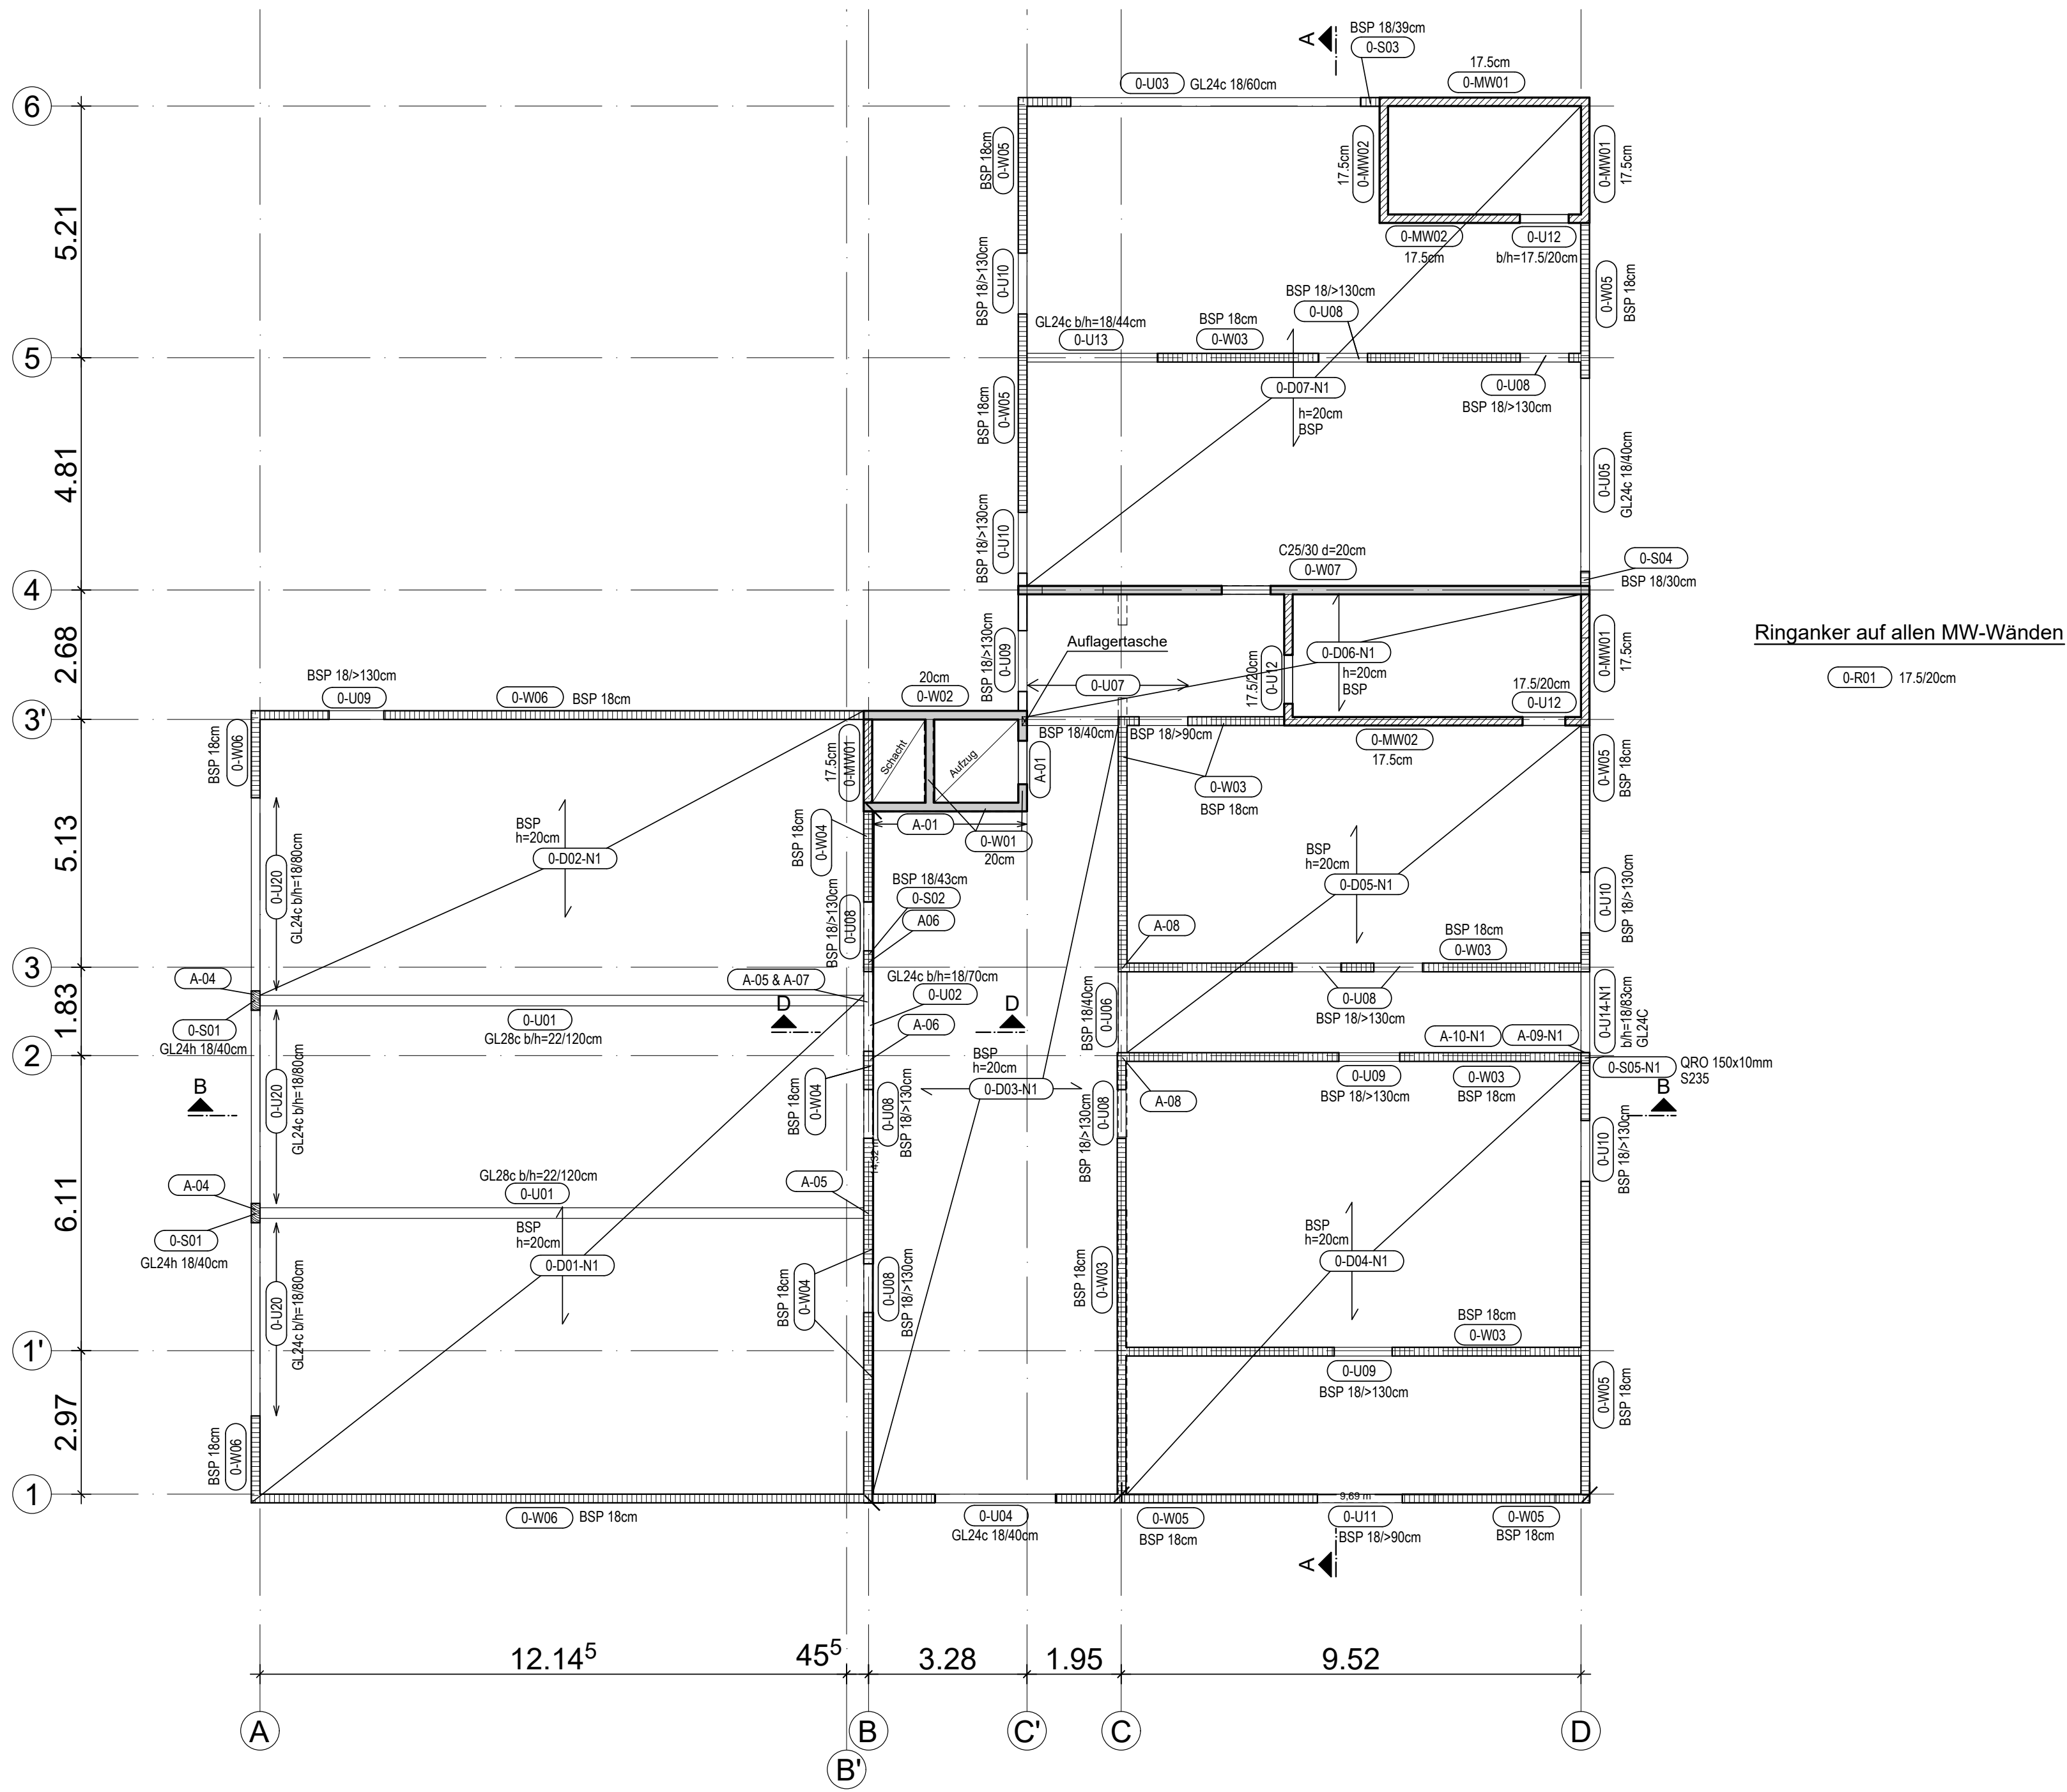 A
BSP 18/39cm
0-S03
17.5cm
0-MW01
0-U03 GL24c 18/60cm
6
BSP 18cm
0-W05
17.5cm
0-MW02
0-MW01
17.5cm
5.21
0-MW02
17.5cm
0-U12
b/h=17.5/20cm
BSP 18/>130cm
0-U10
0-W05
BSP 18cm
BSP 18/>130cm
0-U08
GL24c b/h=18/44cm
0-U13
BSP 18cm
0-W03
5
0-D07-N1
h=20cm
BSP
0-U08
BSP 18/>130cm
BSP 18cm
0-W05
4.81
0-U05
GL24c 18/40cm
BSP 18/>130cm
0-U10
C25/30 d=20cm
0-W07
0-S04
BSP 18/30cm
4
2.68
BSP 18/>130cm
0-U09
Auflagertasche
0-U07
17.5/20cm
0-U12
0-D06-N1
h=20cm
BSP
0-MW01
17.5cm
17.5/20cm
0-U12
Ringanker auf allen MW-Wänden
0-R01 17.5/20cm
BSP 18/>130cm
0-U09
0-W06 BSP 18cm
20cm
0-W02
3'
BSP 18/40cm
BSP 18/>90cm
0-MW02
17.5cm
BSP 18cm
0-W06
17.5cm
0-MW01
Schacht
Aufzug
A-01
0-W03
BSP 18cm
0-W05
BSP 18cm
5.13
BSP
h=20cm
0-D02-N1
BSP 18cm
0-W04
A-01
0-W01
20cm
0-U20
GL24c b/h=18/80cm
BSP 18/43cm
0-S02
A06
BSP 18/>130cm
0-U08
BSP
h=20cm
0-D05-N1
0-U10
BSP 18/>130cm
A-08
BSP 18cm
0-W03
3
A-04
A-05 & A-07
GL24c b/h=18/70cm
0-U02
0-U08
BSP 18/>130cm
1.83
0-S01
GL24h 18/40cm
0-U01
GL28c b/h=22/120cm
D
D
A-06
BSP 18/40cm
0-U06
A-10-N1
A-09-N1
0-U14-N1
b/h=18/83cm
GL24C
2
BSP
h=20cm
0-D03-N1
0-U09
BSP 18/>130cm
0-W03
BSP 18cm
0-S05-N1
QRO 150x10mm
S235
B
B
0-U20
GL24c b/h=18/80cm
BSP 18cm
0-W04
0-U08
BSP 18/>130cm
BSP 18/>130cm
0-U08
A-08
0-U10
BSP 18/>130cm
14,32 m
6.11
A-04
GL28c b/h=22/120cm
0-U01
A-05
0-S01
GL24h 18/40cm
BSP
h=20cm
0-D01-N1
BSP 18cm
0-W04
0-U08
BSP 18/>130cm
BSP 18cm
0-W03
BSP
h=20cm
0-D04-N1
0-U20
GL24c b/h=18/80cm
BSP 18cm
0-W03
1'
0-U09
BSP 18/>130cm
0-W05
BSP 18cm
2.97
BSP 18cm
0-W06
1
9,69 m
0-W06 BSP 18cm
0-U04
GL24c 18/40cm
0-W05
BSP 18cm
0-U11
BSP 18/>90cm
0-W05
BSP 18cm
A
12.14⁵ 45⁵ 3.28 1.95 9.52
A B C' C D
B'